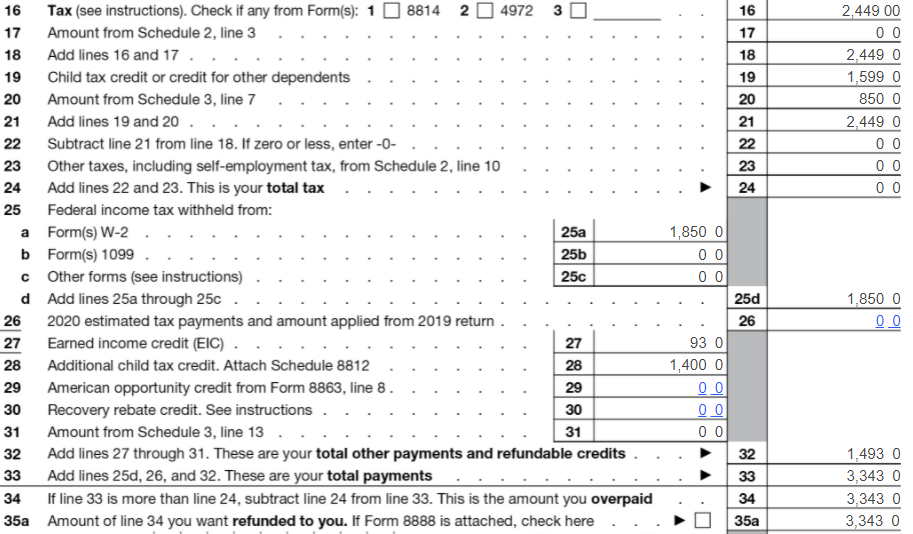 16 Tax (see instructions). Check if any from Form(s): 1 8814 2 4972 3 . . 16 2,449 00
17 Amount from Schedule 2, line 3 . . . . . . . . . . . . . . . . . . . . 17 0 0
18 Add lines 16 and 17 . . . . . . . . . . . . . . . . . . . . . . . . 18 2,449 0
19 Child tax credit or credit for other dependents . . . . . . . . . . . . . . . . 19 1,599 0
20 Amount from Schedule 3, line 7 . . . . . . . . . . . . . . . . . . . . 20 850 0
21 Add lines 19 and 20 . . . . . . . . . . . . . . . . . . . . . . . . 21 2,449 0
22 Subtract line 21 from line 18. If zero or less, enter -0- . . . . . . . . . . . . . . 22 0 0
23 Other taxes, including self-employment tax, from Schedule 2, line 10 . . . . . . . . . . 23 0 0
24 Add lines 22 and 23. This is your total tax . . . . . . . . . . . . . . . . ▶ 24 0 0
25 Federal income tax withheld from:
a Form(s) W-2 . . . . . . . . . . . . . . . . . . 25a 1,850 0
b Form(s) 1099 . . . . . . . . . . . . . . . . . . 25b 0 0
c Other forms (see instructions) . . . . . . . . . . . . . 25c 0 0
d Add lines 25a through 25c . . . . . . . . . . . . . . . . . . . . . . 25d 1,850 0
26 2020 estimated tax payments and amount applied from 2019 return . . . . . . . . . . 26 0 0
27 Earned income credit (EIC) . . . . . . . . . . . . . . 27 93 0
28 Additional child tax credit. Attach Schedule 8812 . . . . . . . 28 1,400 0
29 American opportunity credit from Form 8863, line 8 . . . . . . . 29 0 0
30 Recovery rebate credit. See instructions . . . . . . . . . . 30 0 0
31 Amount from Schedule 3, line 13 . . . . . . . . . . . . 31 0 0
32 Add lines 27 through 31. These are your total other payments and refundable credits . . . ▶ 32 1,493 0
33 Add lines 25d, 26, and 32. These are your total payments . . . . . . . . . . . ▶ 33 3,343 0
34 If line 33 is more than line 24, subtract line 24 from line 33. This is the amount you overpaid . . 34 3,343 0
35a Amount of line 34 you want refunded to you. If Form 8888 is attached, check here . . . ▶ 35a 3,343 0